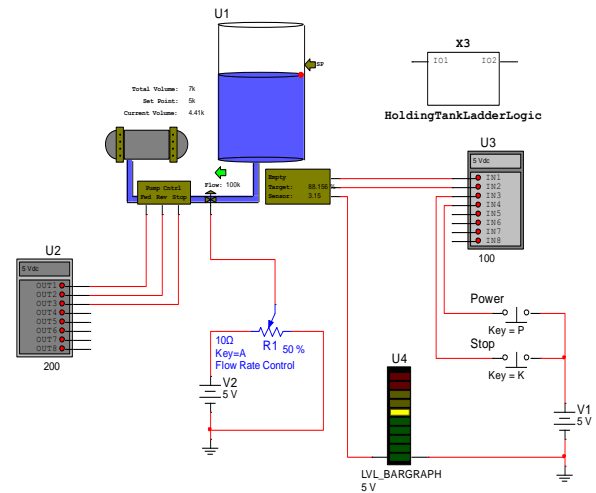 U1
SP
Total Volume: 7k
Set Point: 5k
Current Volume: 4.41k
X3
IO1 IO2
HoldingTankLadderLogic
U3
5 Vdc
IN1
IN2
IN3
IN4
IN5
IN6
IN7
IN8
100
Flow: 100k
Pump Cntrl
Fwd Rev Stop
Empty
Target: 88.156 %
Sensor: 3.15
U2
5 Vdc
OUT1
OUT2
OUT3
OUT4
OUT5
OUT6
OUT7
OUT8
200
10Ω
Key=A
R1 50 %
Flow Rate Control
V2
5 V
Power
Key = P
Stop
Key = K
U4
LVL_BARGRAPH
5 V
V1
5 V